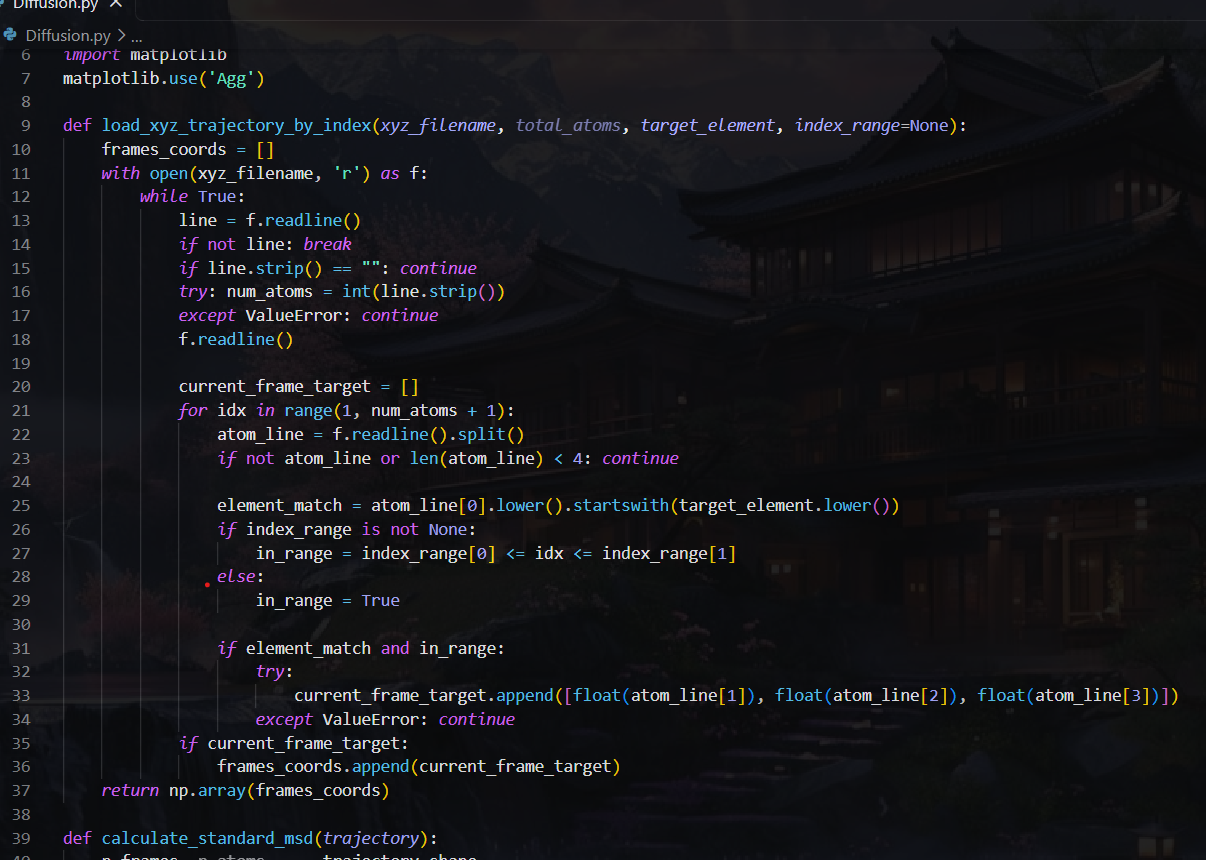 Diffusion.py ×
Diffusion.py > ...
6 import matplotlib
7 matplotlib.use('Agg')
8
9 def load_xyz_trajectory_by_index(xyz_filename, total_atoms, target_element, index_range=None):
10     frames_coords = []
11     with open(xyz_filename, 'r') as f:
12         while True:
13             line = f.readline()
14             if not line: break
15             if line.strip() == "": continue
16             try: num_atoms = int(line.strip())
17             except ValueError: continue
18             f.readline()
19
20             current_frame_target = []
21             for idx in range(1, num_atoms + 1):
22                 atom_line = f.readline().split()
23                 if not atom_line or len(atom_line) < 4: continue
24
25                 element_match = atom_line[0].lower().startswith(target_element.lower())
26                 if index_range is not None:
27                     in_range = index_range[0] <= idx <= index_range[1]
28                 else:
29                     in_range = True
30
31                 if element_match and in_range:
32                     try:
33                         current_frame_target.append([float(atom_line[1]), float(atom_line[2]), float(atom_line[3])])
34                     except ValueError: continue
35             if current_frame_target:
36                 frames_coords.append(current_frame_target)
37     return np.array(frames_coords)
38
39 def calculate_standard_msd(trajectory):
40     n_frames, n_atoms, trajectory.shape